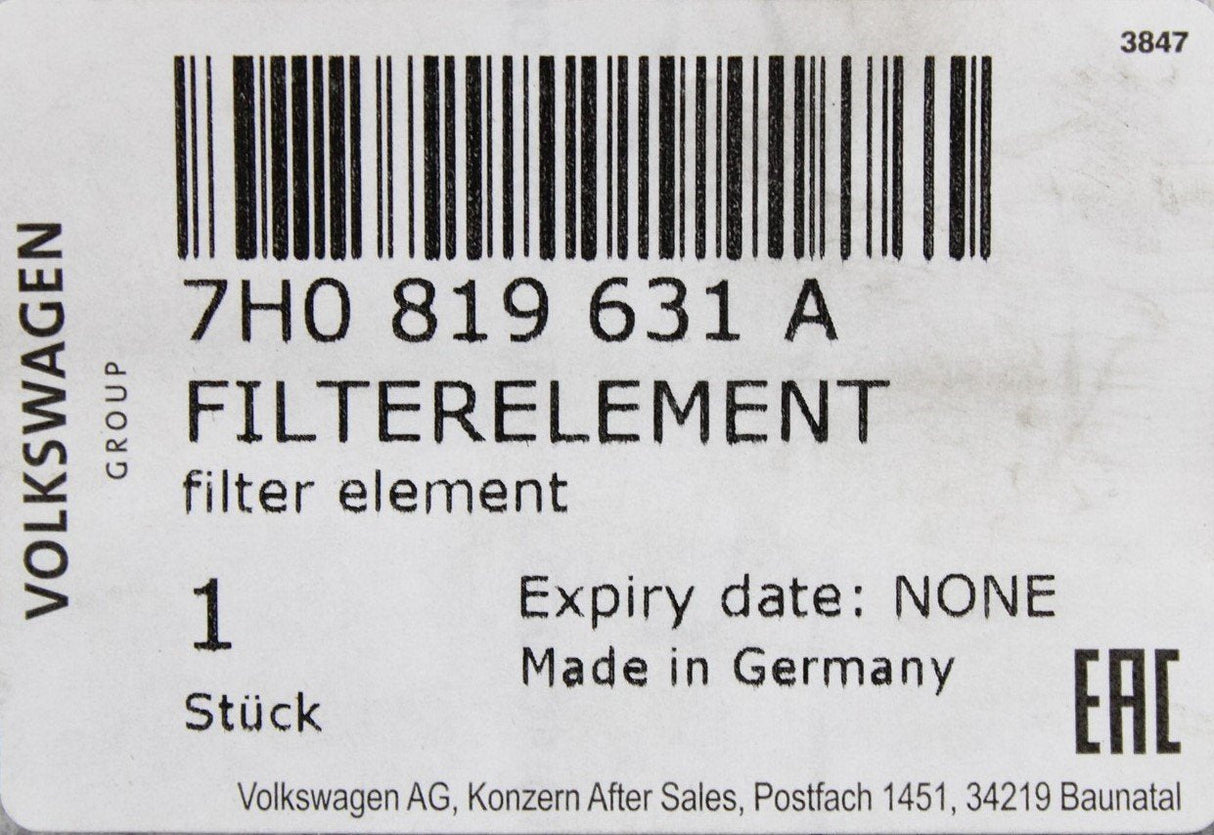 3847
VOLKSWAGEN
GROUP
7H0 819 631 A
FILTERELEMENT
filter element
1
Stück
Expiry date: NONE
Made in Germany
EAC
Volkswagen AG, Konzern After Sales, Postfach 1451, 34219 Baunatal